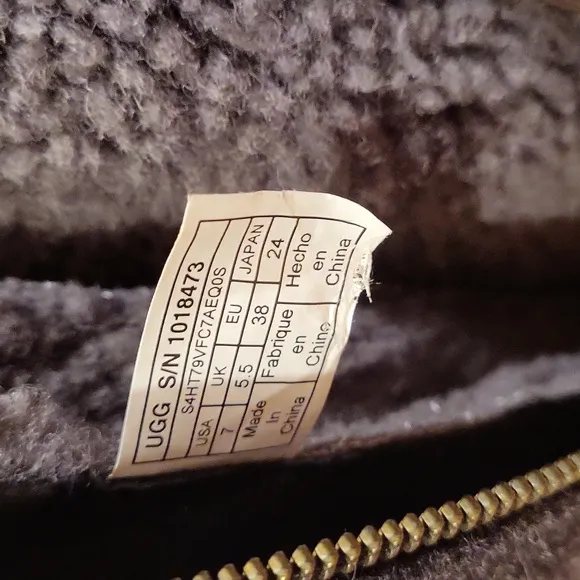 UGG S/N 1018473
S4HT79VFC7AEQ0S
USA UK EU JAPAN
7 5.5 38 24
Made In China
Fabrique en Chine
Hecho en China